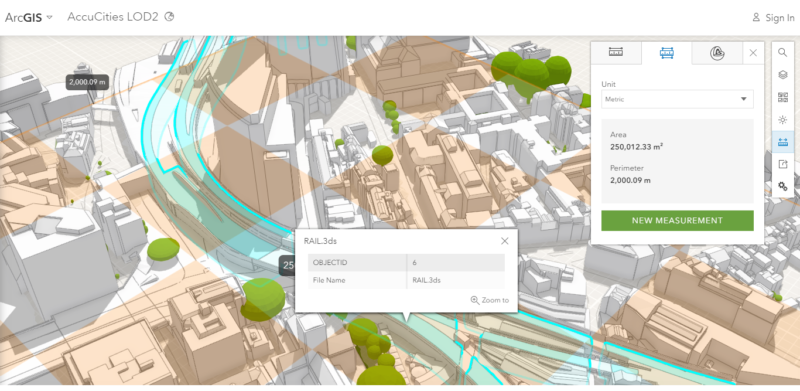 ArcGIS AccuCities LOD2 Sign In
2,000.09 m
Unit
Metric
Area
250,012.33 m²
Perimeter
2,000.09 m
NEW MEASUREMENT
RAIL.3ds
OBJECTID 6
File Name RAIL.3ds
Zoom to
25